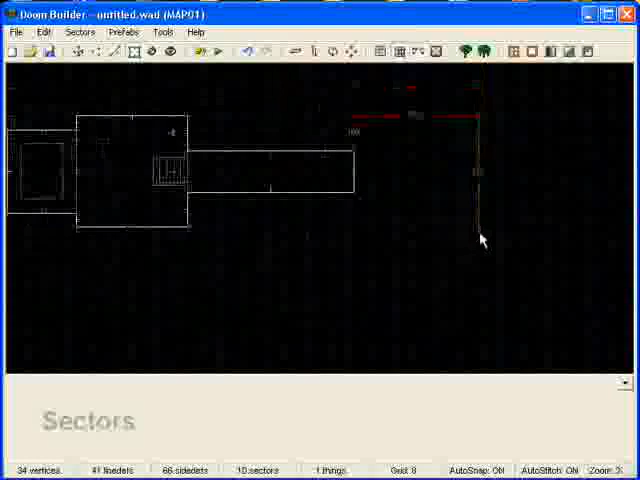 Doom Builder - untitled.wad (MAP01)
File Edit Sectors Prefabs Tools Help
Sectors
34 vertices 41 linedefs 66 sidedefs 10 sectors 1 things Grid: 8 AutoSnap: ON AutoStitch: ON Zoom: